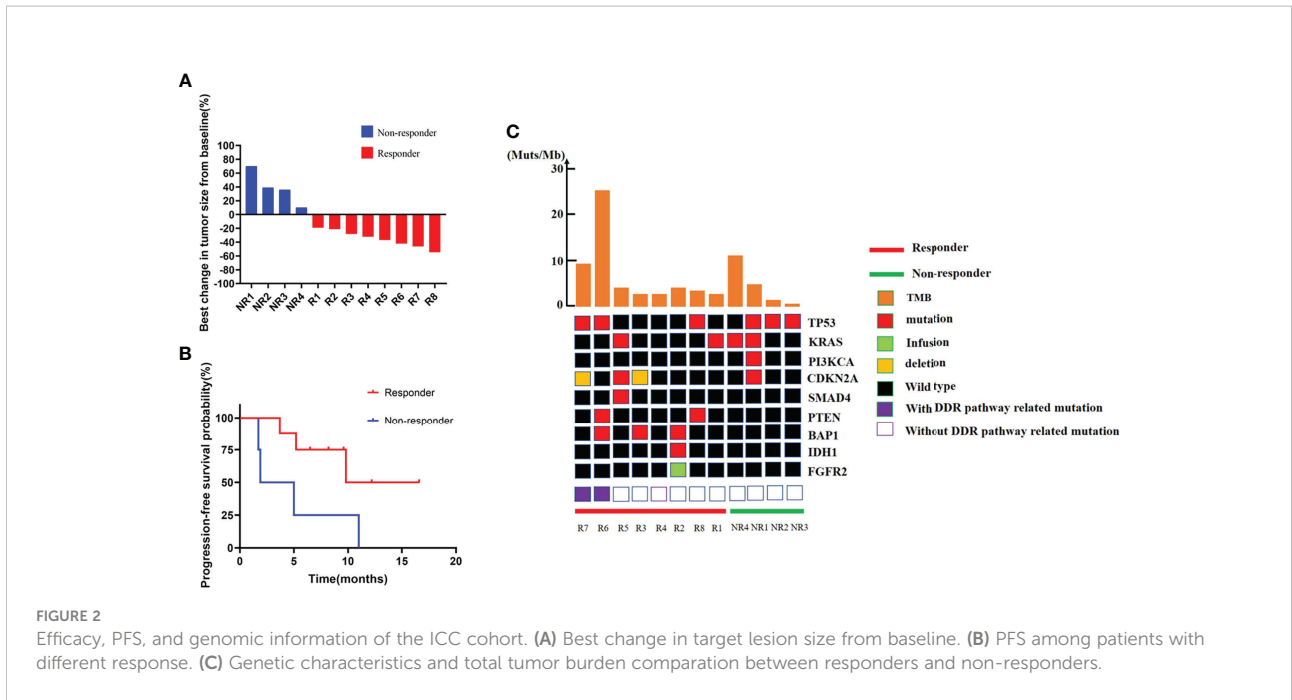 A
Best change in tumor size from baseline(%)
Non-responder
Responder
100
80
60
40
20
0
-20
-40
-60
-80
-100
NR1 NR2 NR3 NR4 R1 R2 R3 R4 R5 R6 R7 R8
B
Progression-free survival probability(%)
Responder
Non-responder
100
75
50
25
0
0 5 10 15 20
Time(months)
C
(Muts/Mb)
30
20
10
0
TP53
KRAS
PI3KCA
CDKN2A
SMAD4
PTEN
BAP1
IDH1
FGFR2
R7 R6 R5 R3 R4 R2 R8 R1 NR4 NR1 NR2 NR3
Responder
Non-responder
TMB
mutation
Infusion
deletion
Wild type
With DDR pathway related mutation
Without DDR pathway related mutation
FIGURE 2
Efficacy, PFS, and genomic information of the ICC cohort. (A) Best change in target lesion size from baseline. (B) PFS among patients with
different response. (C) Genetic characteristics and total tumor burden comparation between responders and non-responders.